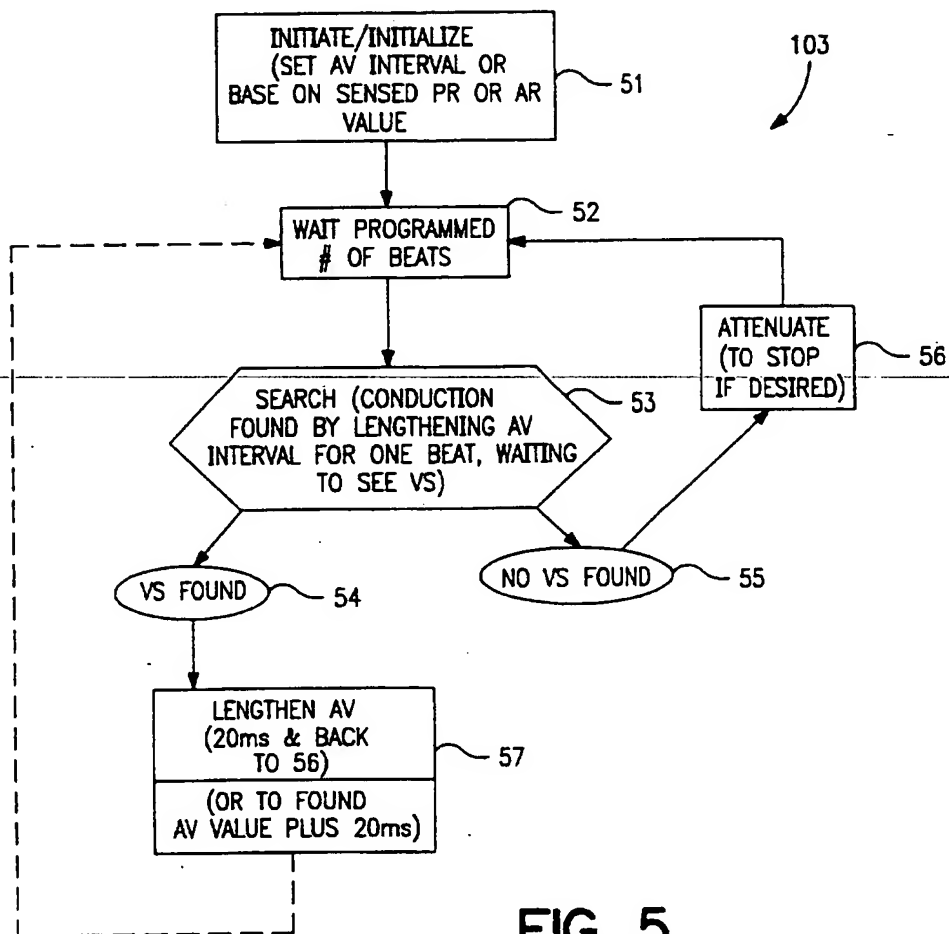 INITIATE/INITIALIZE
(SET AV INTERVAL OR
BASE ON SENSED PR OR AR
VALUE
51
103
WAIT PROGRAMMED
# OF BEATS
52
SEARCH (CONDUCTION
FOUND BY LENGTHENING AV
INTERVAL FOR ONE BEAT, WAITING
TO SEE VS)
53
ATTENUATE
(TO STOP
IF DESIRED)
56
VS FOUND
54
NO VS FOUND
55
LENGTHEN AV
(20ms & BACK
TO 56)
(OR TO FOUND
AV VALUE PLUS 20ms)
57
FIG. 5